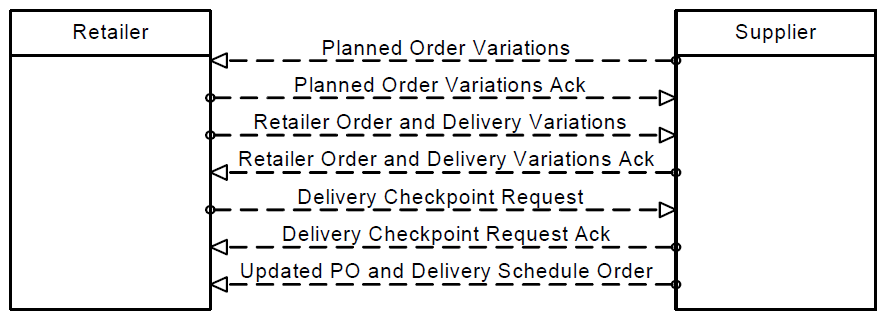 Retailer
Supplier
Planned Order Variations
Planned Order Variations Ack
Retailer Order and Delivery Variations
Retailer Order and Delivery Variations Ack
Delivery Checkpoint Request
Delivery Checkpoint Request Ack
Updated PO and Delivery Schedule Order